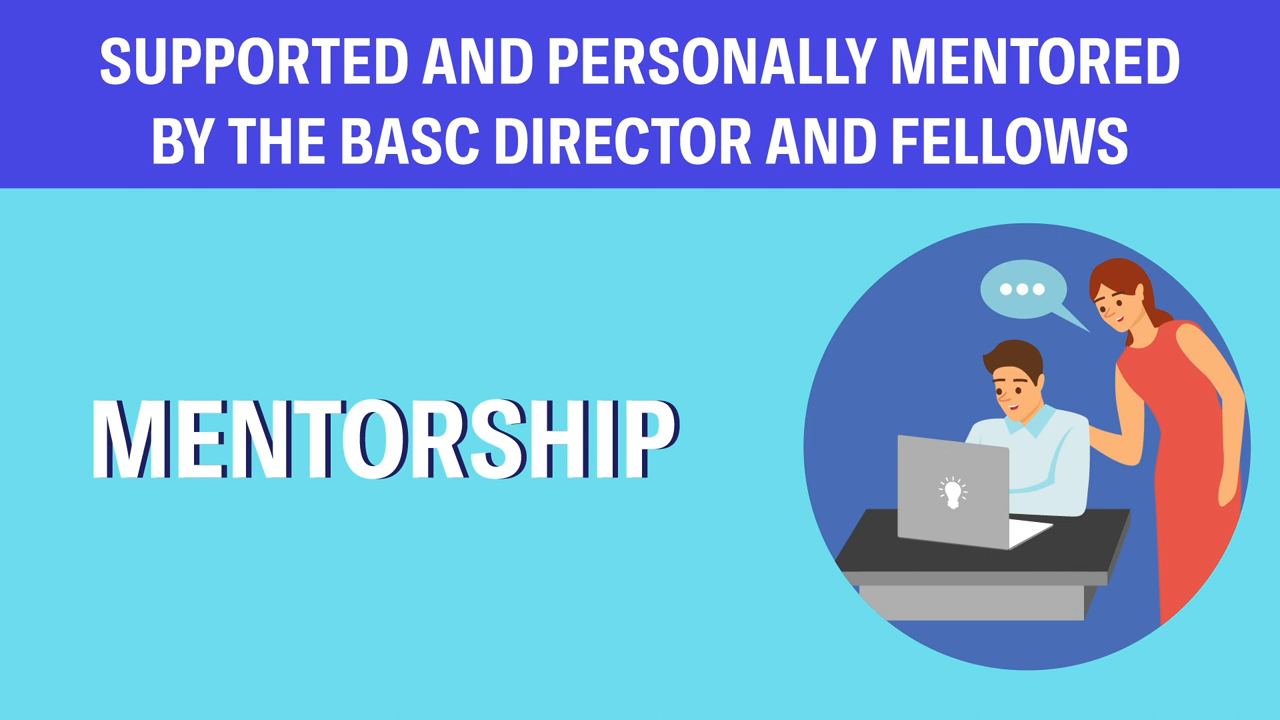 SUPPORTED AND PERSONALLY MENTORED
BY THE BASC DIRECTOR AND FELLOWS
MENTORSHIP